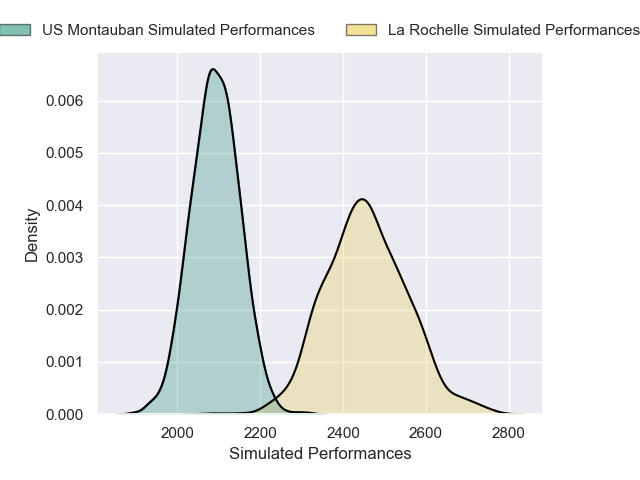 US Montauban Simulated Performances La Rochelle Simulated Performances
0.006
0.005
0.004
0.003
0.002
0.001
0.000
Density
2000 2200 2400 2600 2800
Simulated Performances